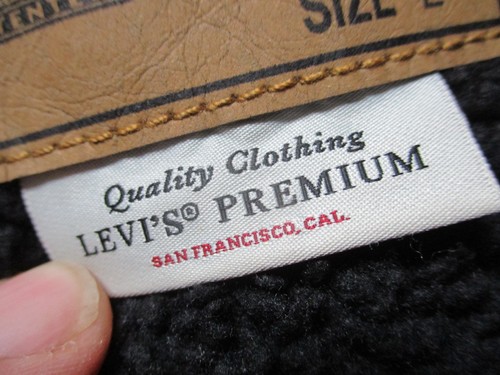 SIZE L
Quality Clothing
LEVI'S® PREMIUM
SAN FRANCISCO, CAL.